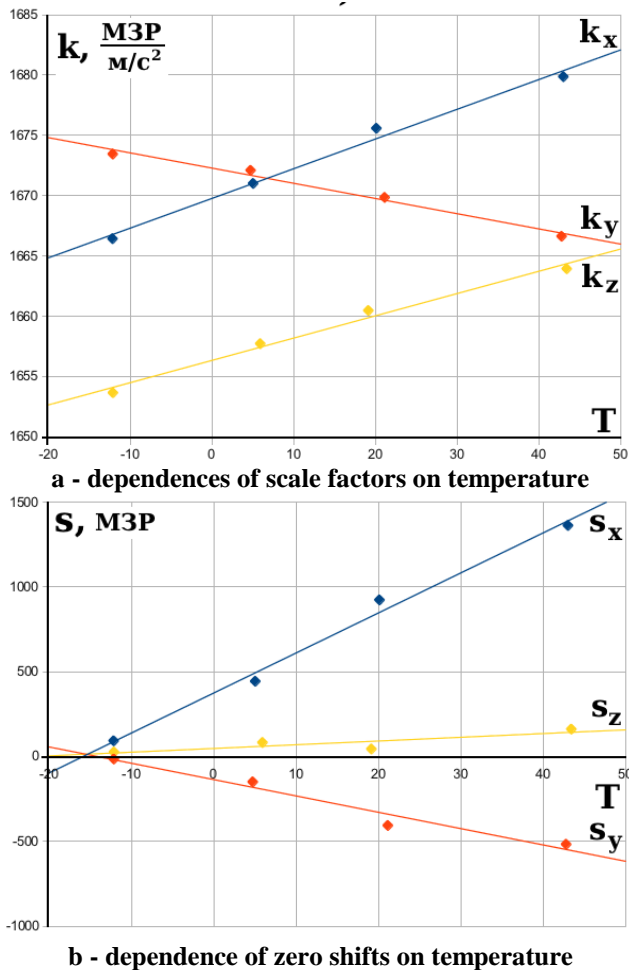 1685
k, МЗР
м/с²
k_x
1680
1675
1670
k_y
1665
k_z
1660
1655
T
1650
-20 -10 0 10 20 30 40 50
a - dependences of scale factors on temperature
1500
s, МЗР
s_x
1000
500
s_z
0
-20 -10 0 10 20 30 40 50
T
s_y
-500
-1000
b - dependence of zero shifts on temperature